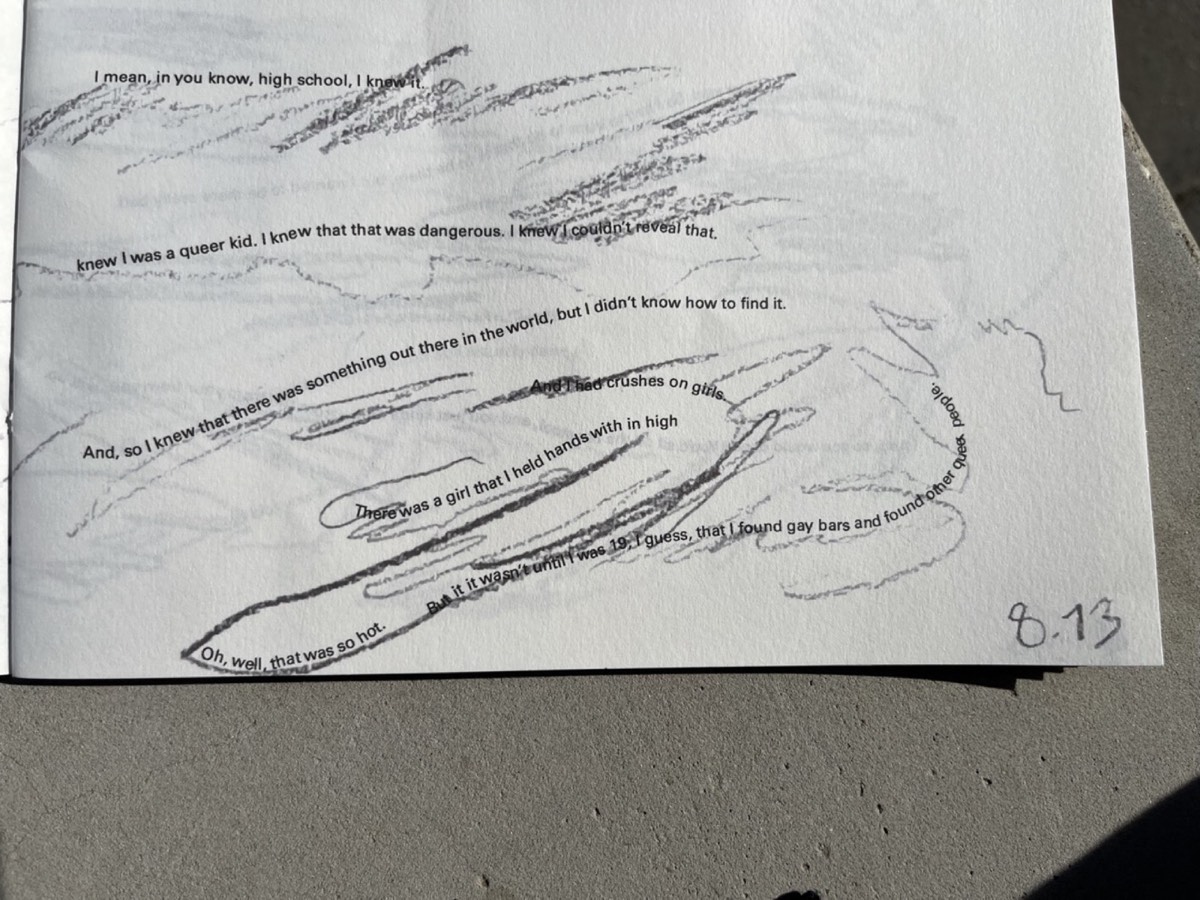 I mean, in you know, high school, I knew it.
knew I was a queer kid. I knew that that was dangerous. I knew I couldn't reveal that.
And, so I knew that there was something out there in the world, but I didn't know how to find it.
And I had crushes on girls.
There was a girl that I held hands with in high
Oh, well, that was so hot.
But it it wasn't until I was 19, I guess, that I found gay bars and found other queer people.
8.13